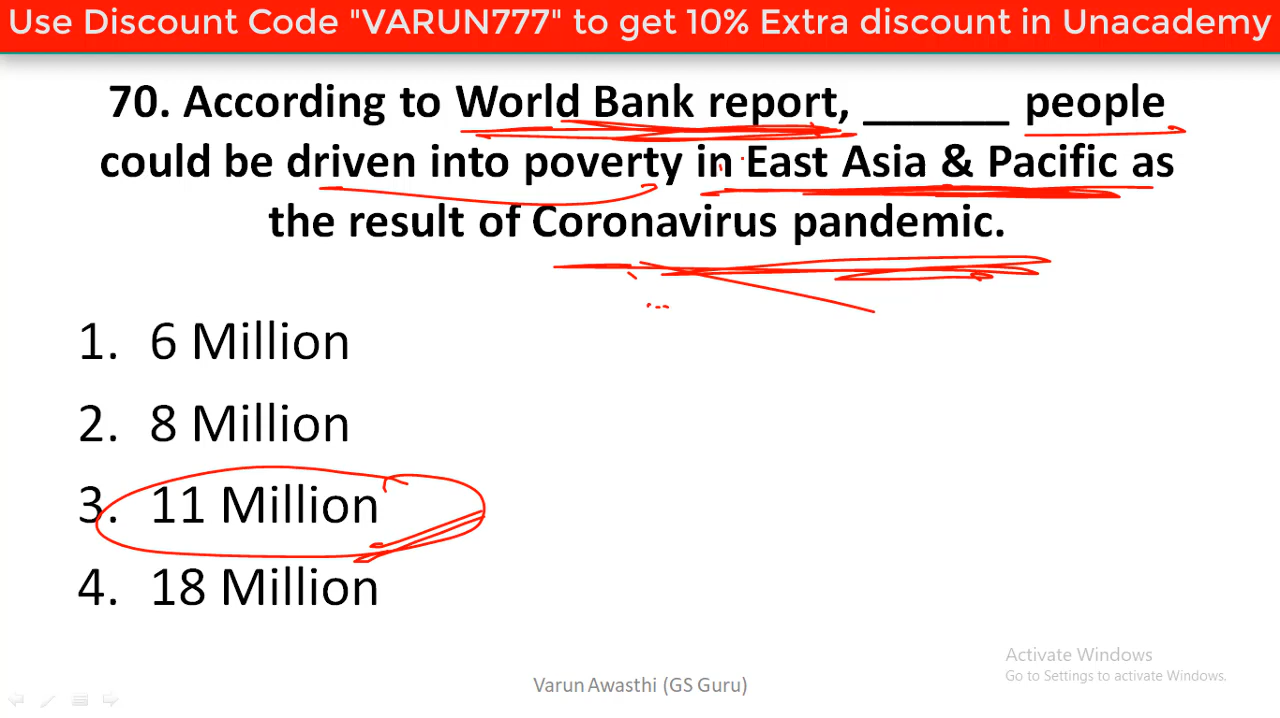 Use Discount Code "VARUN777" to get 10% Extra discount in Unacademy
70. According to World Bank report, ______ people
could be driven into poverty in East Asia & Pacific as
the result of Coronavirus pandemic.
1. 6 Million
2. 8 Million
3. 11 Million
4. 18 Million
Activate Windows
Go to Settings to activate Windows.
Varun Awasthi (GS Guru)